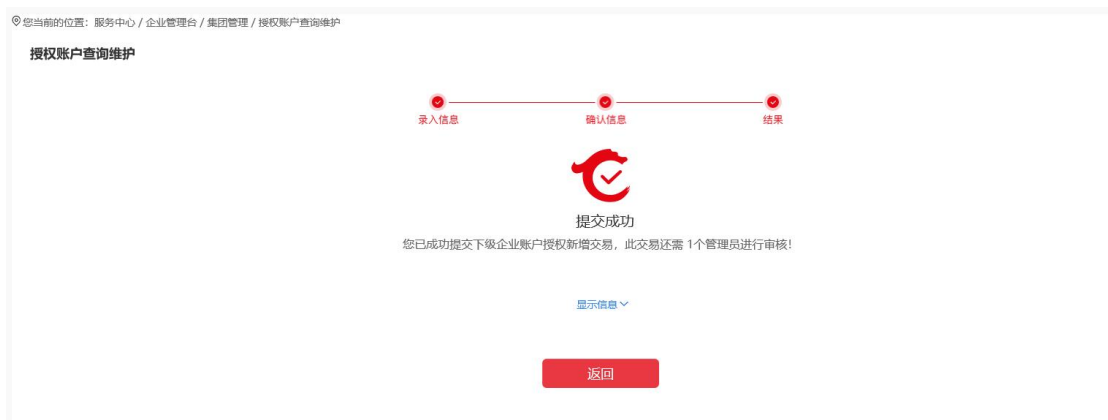 您当前的位置：服务中心 / 企业管理台 / 集团管理 / 授权账户查询维护
授权账户查询维护
录入信息 确认信息 结果
提交成功
您已成功提交下级企业账户授权新增交易，此交易还需 1个管理员进行审核！
显示信息
返回